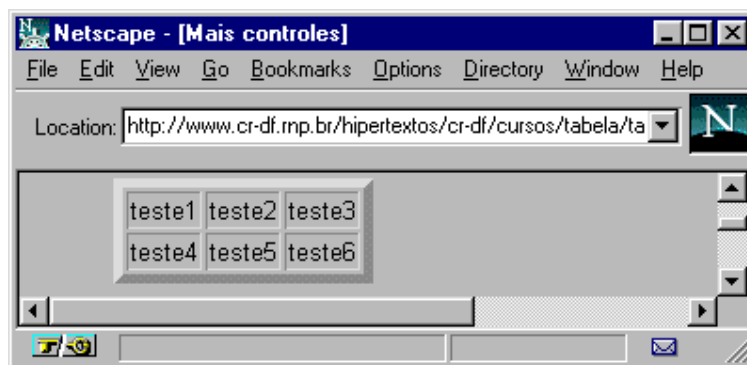 Netscape - [Mais controles]
File Edit View Go Bookmarks Options Directory Window Help
Location: http://www.cr-df.rnp.br/hipertextos/cr-df/cursos/tabela/ta
N
teste1 teste2 teste3
teste4 teste5 teste6